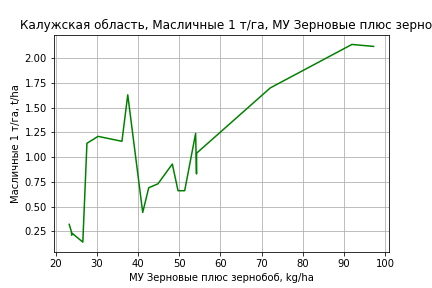 Калужская область, Масличные 1 т/га, МУ Зерновые плюс зерно
2.00
1.75
1.50
1.25
1.00
0.75
0.50
0.25
Масличные 1 т/га, t/ha
20 30 40 50 60 70 80 90 100
МУ Зерновые плюс зернобоб, kg/ha